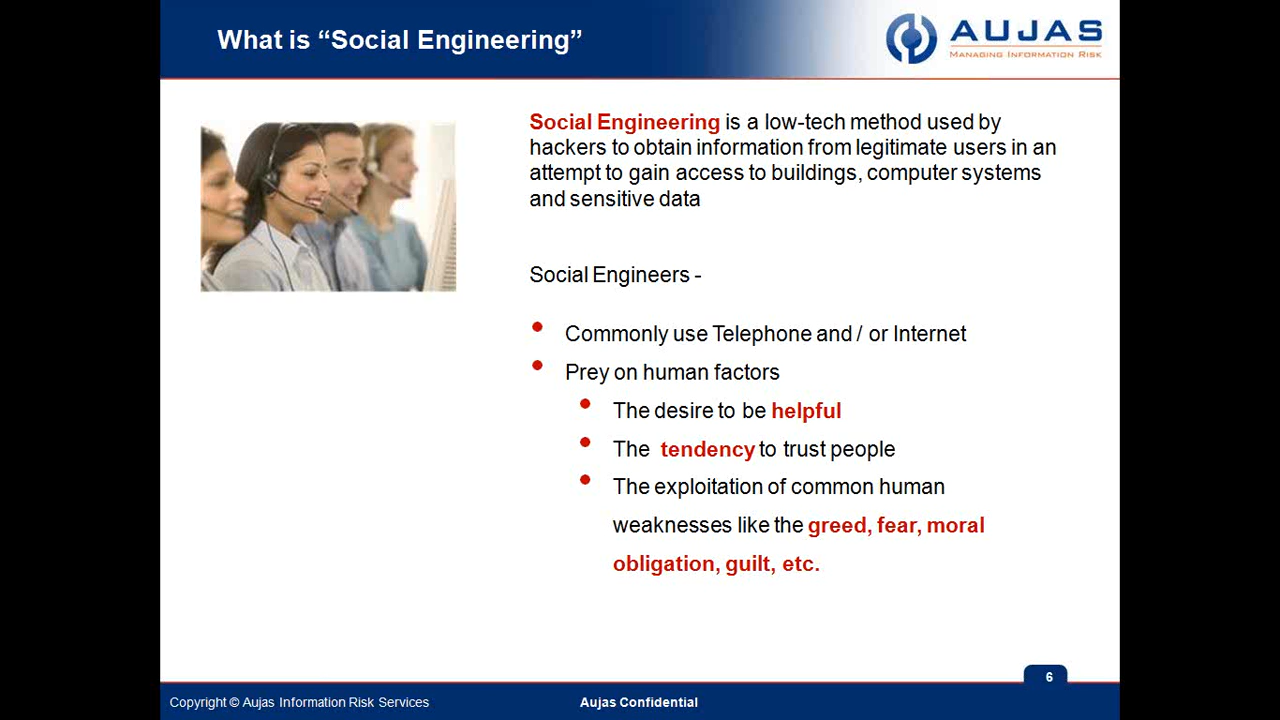 What is “Social Engineering”
AUJAS
MANAGING INFORMATION RISK
Social Engineering is a low-tech method used by
hackers to obtain information from legitimate users in an
attempt to gain access to buildings, computer systems
and sensitive data
Social Engineers -
• Commonly use Telephone and / or Internet
• Prey on human factors
• The desire to be helpful
• The tendency to trust people
• The exploitation of common human
weaknesses like the greed, fear, moral
obligation, guilt, etc.
6
Copyright © Aujas Information Risk Services
Aujas Confidential